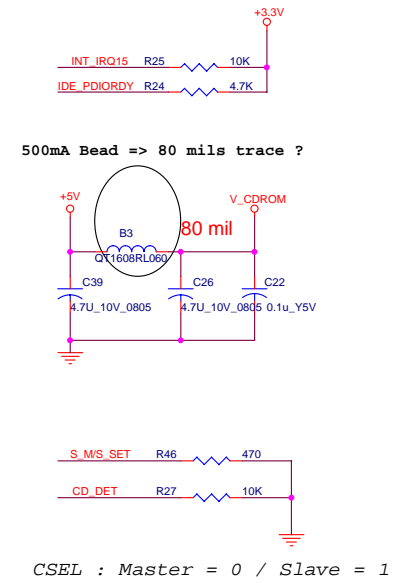 +3.3V
INT_IRQ15 R25 10K
IDE_PDIORDY R24 4.7K
500mA Bead => 80 mils trace ?
+5V V_CDROM
80 mil
B3
QT1608RL060
C39 C26 C22
4.7U_10V_0805 4.7U_10V_0805 0.1u_Y5V
S_M/S_SET R46 470
CD_DET R27 10K
CSEL : Master = 0 / Slave = 1